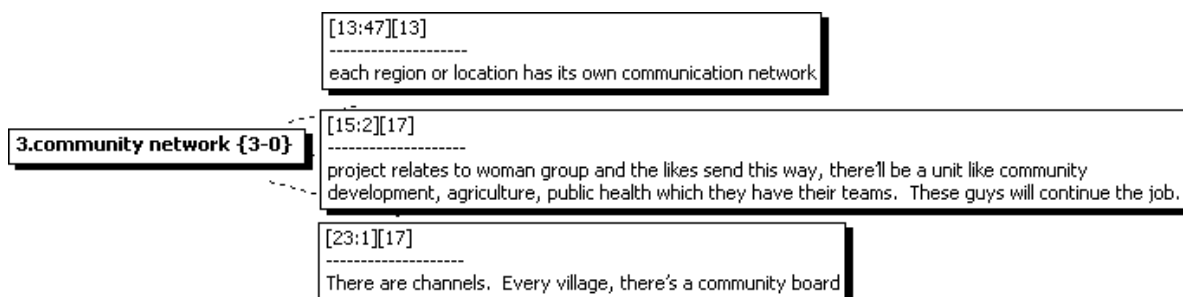 [13:47][13]
--------------------
each region or location has its own communication network
3.community network {3-0}
[15:2][17]
--------------------
project relates to woman group and the likes send this way, there'll be a unit like community
development, agriculture, public health which they have their teams.  These guys will continue the job.
[23:1][17]
--------------------
There are channels.  Every village, there's a community board